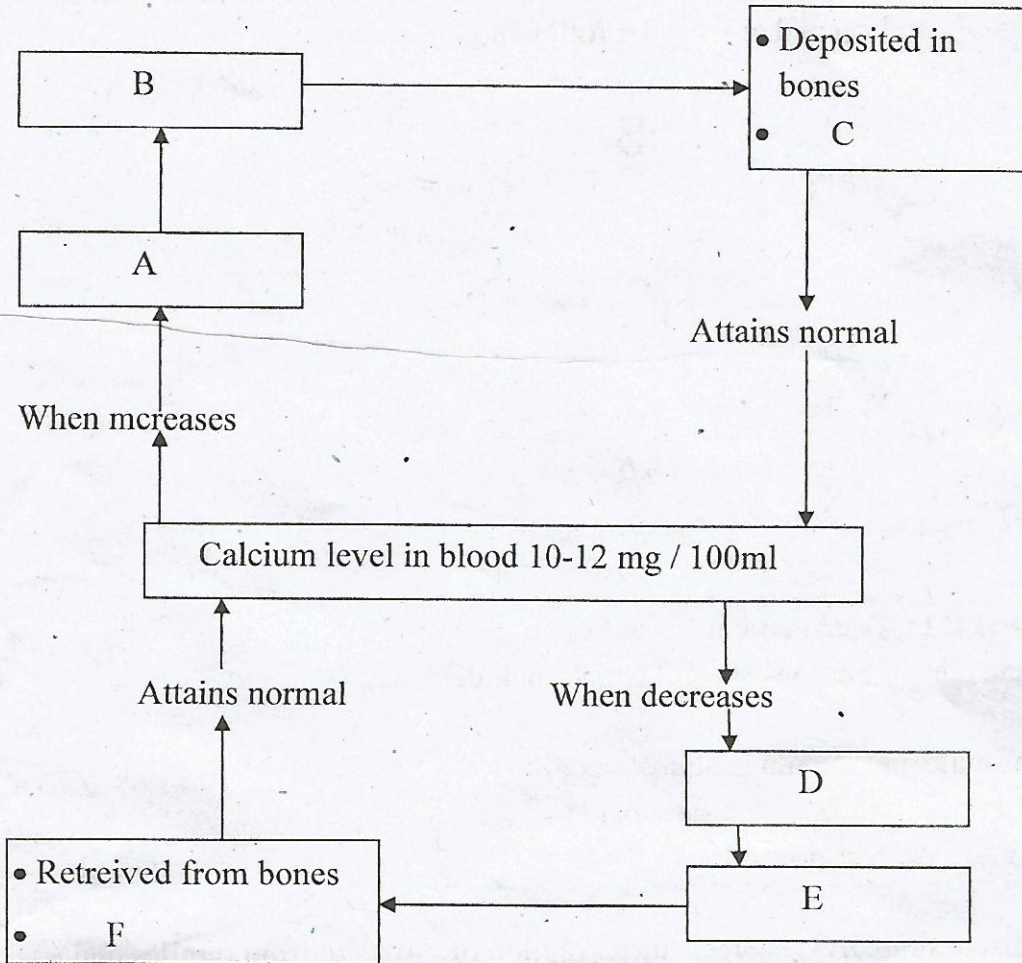 B
• Deposited in
bones
• C
A
Attains normal
When mcreases
Calcium level in blood 10-12 mg / 100ml
Attains normal
When decreases
D
• Retreived from bones
E
• F